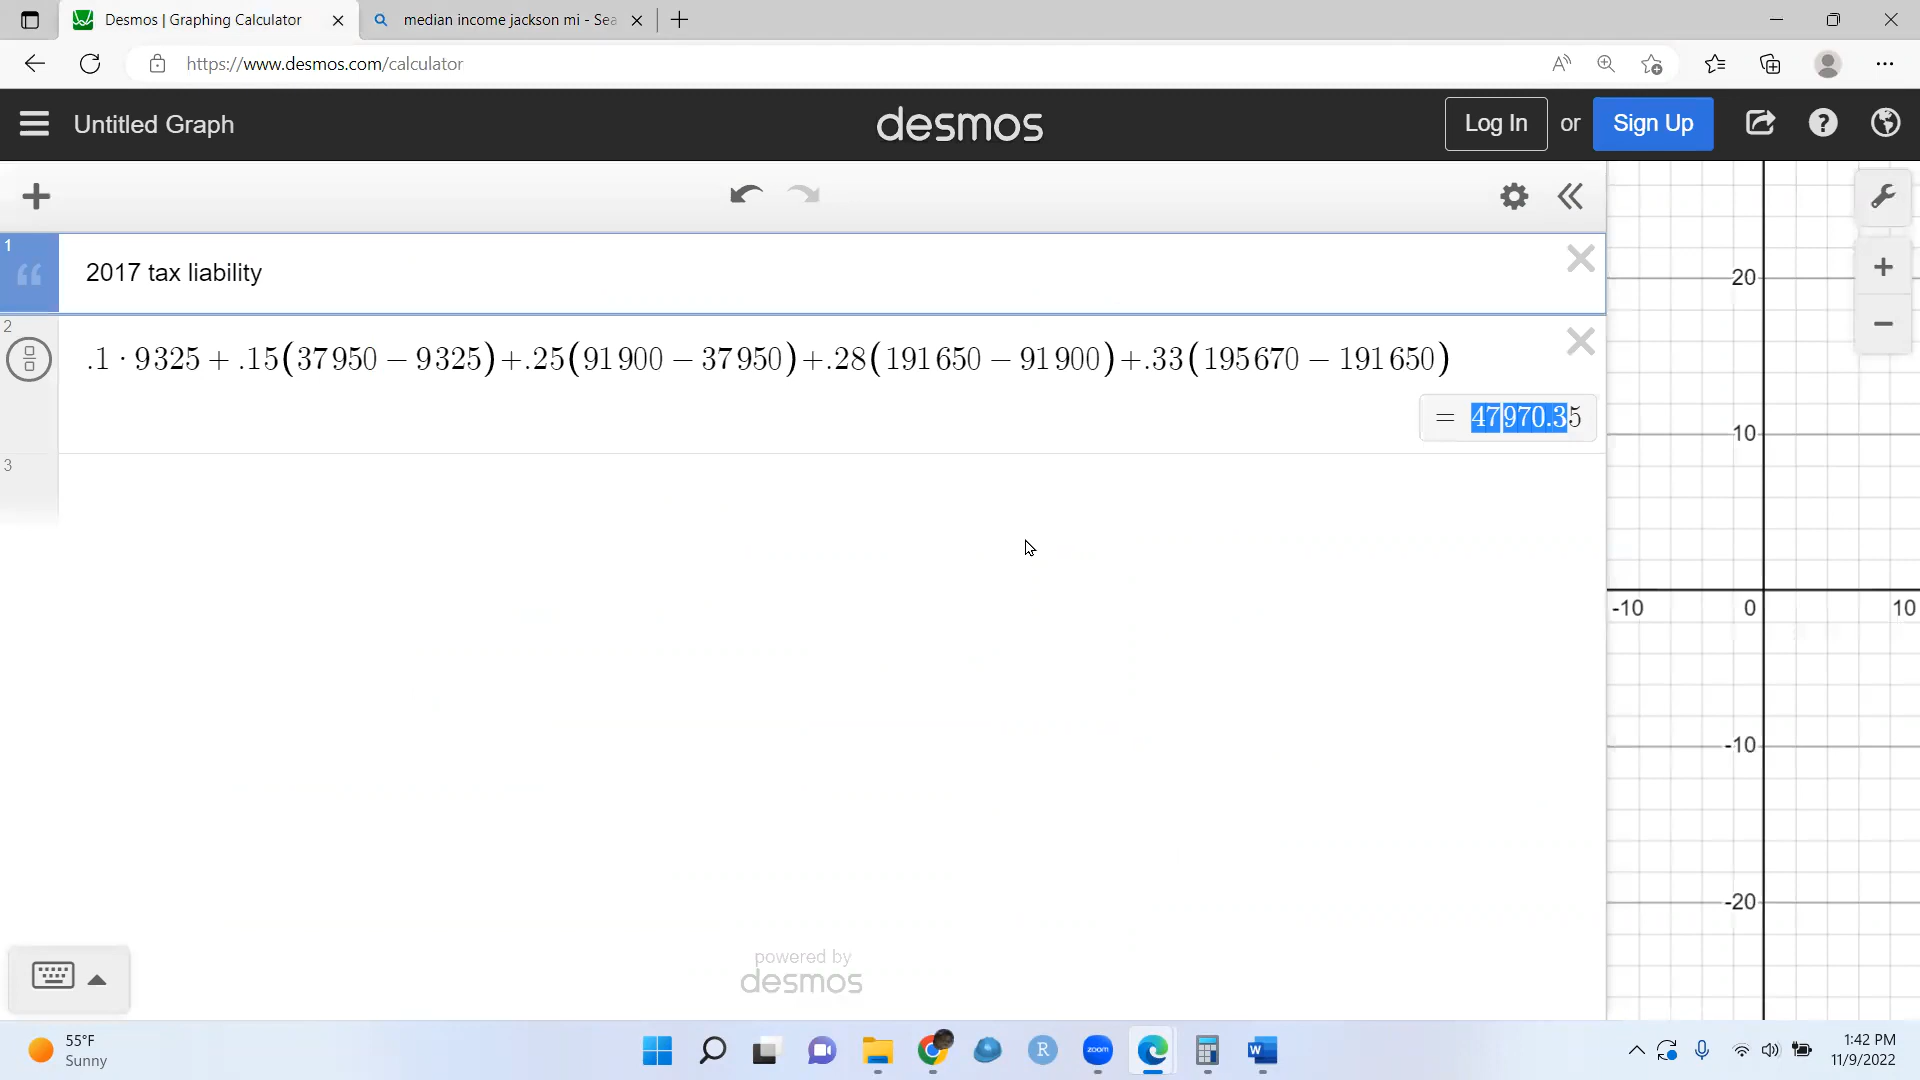 Desmos | Graphing Calculator
median income jackson mi - Sea
https://www.desmos.com/calculator
Untitled Graph
desmos
Log In or Sign Up
1
2017 tax liability
2
.1 · 9325 + .15(37950 − 9325)+.25(91900 − 37950)+.28(191650 − 91900)+.33(195670 − 191650)
= 47970.35
3
20
10
-10
0
10
-10
-20
powered by
desmos
55°F
Sunny
zoom
R
W
1:42 PM
11/9/2022